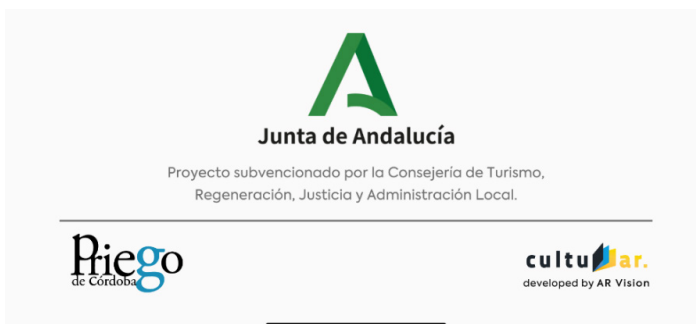 Junta de Andalucía
Proyecto subvencionado por la Consejería de Turismo,
Regeneración, Justicia y Administración Local.
Priego
de Córdoba
cultuar.
developed by AR Vision